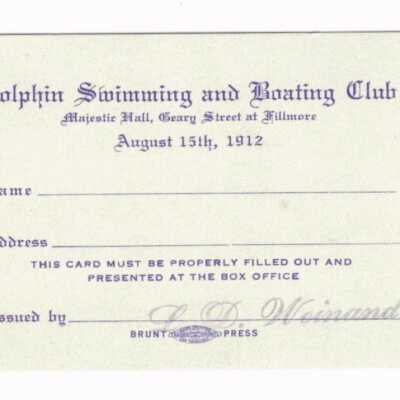 olphin Swimming and Boating Club
Majestic Hall, Geary Street at Fillmore
August 15th, 1912
ame
ddress
THIS CARD MUST BE PROPERLY FILLED OUT AND
PRESENTED AT THE BOX OFFICE
ssued by L. D. Weinand
BRUNT PRESS